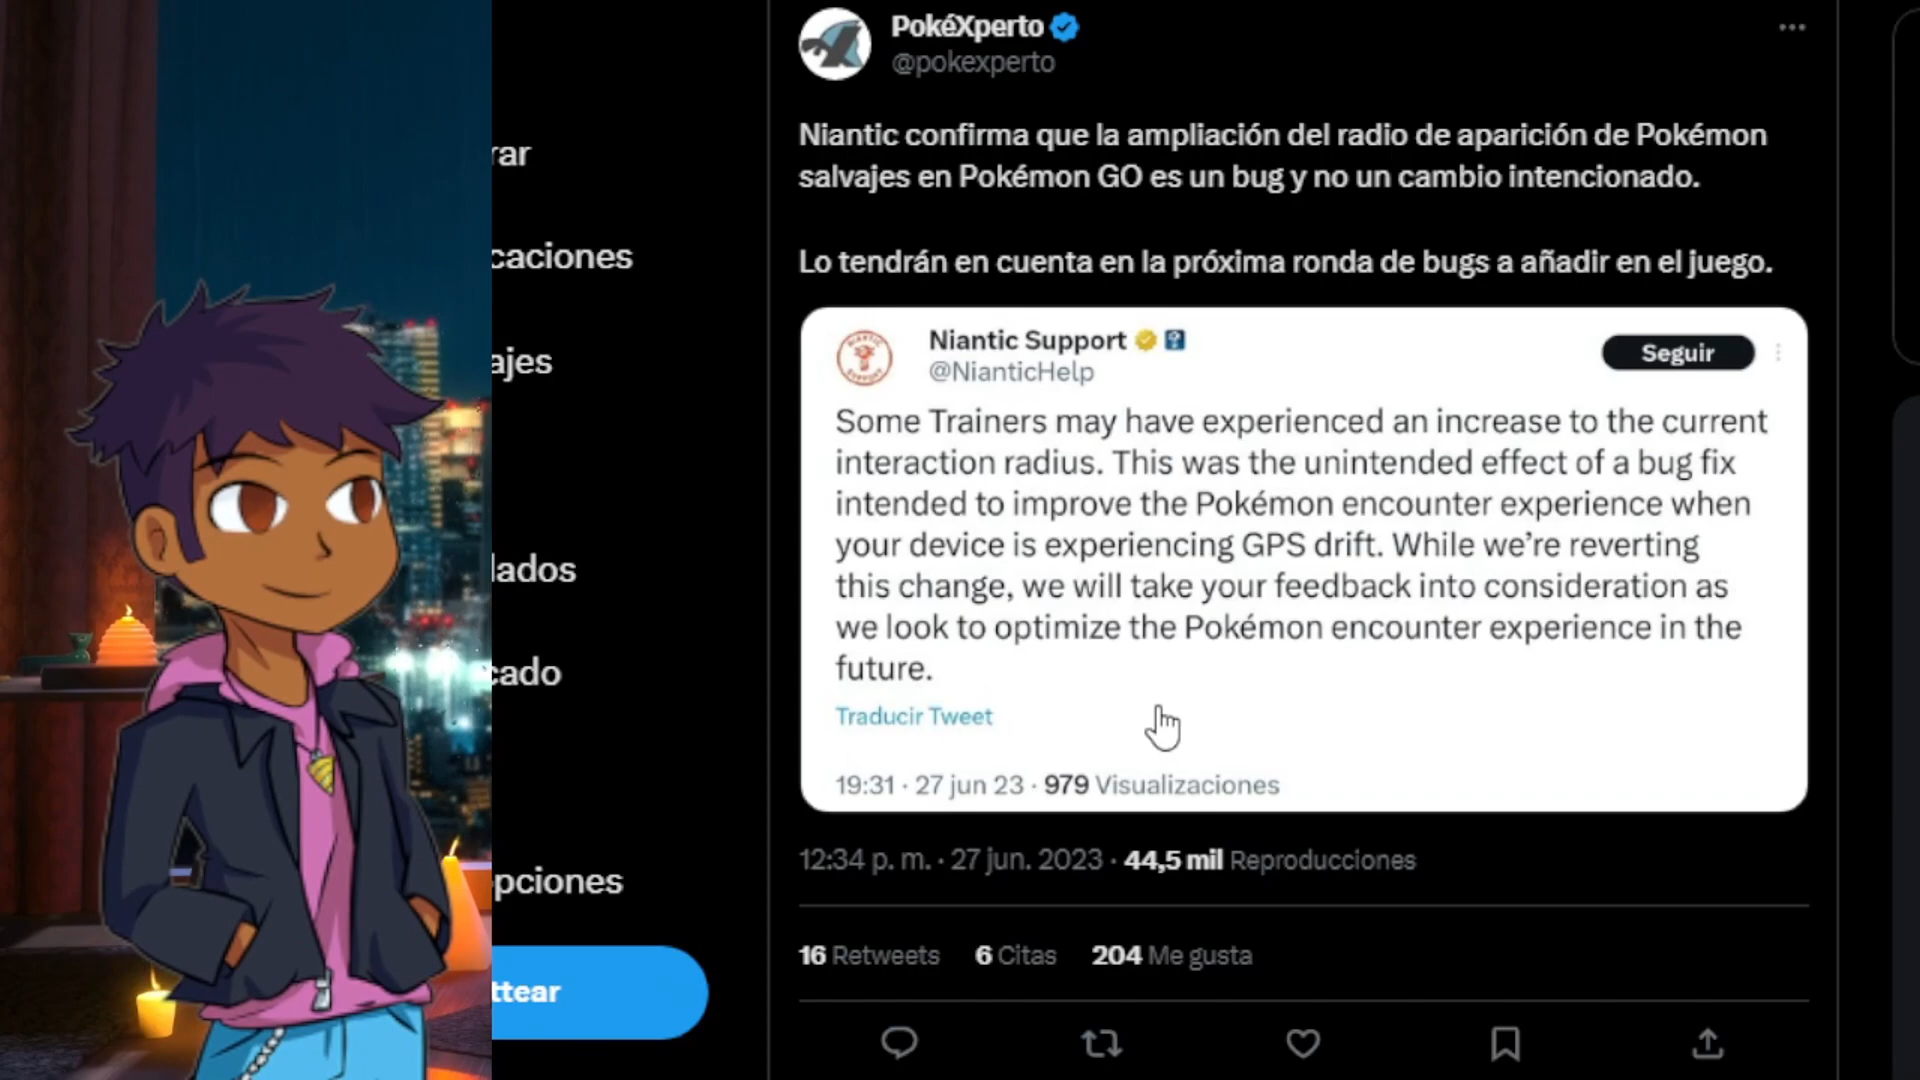 PokéXperto
@pokexperto
Niantic confirma que la ampliación del radio de aparición de Pokémon
salvajes en Pokémon GO es un bug y no un cambio intencionado.
Lo tendrán en cuenta en la próxima ronda de bugs a añadir en el juego.
Niantic Support
@NianticHelp
Seguir
Some Trainers may have experienced an increase to the current
interaction radius. This was the unintended effect of a bug fix
intended to improve the Pokémon encounter experience when
your device is experiencing GPS drift. While we’re reverting
this change, we will take your feedback into consideration as
we look to optimize the Pokémon encounter experience in the
future.
Traducir Tweet
19:31 · 27 jun 23 · 979 Visualizaciones
12:34 p. m. · 27 jun. 2023 · 44,5 mil Reproducciones
16 Retweets 6 Citas 204 Me gusta
rar
caciones
ajes
lados
cado
pciones
ttear